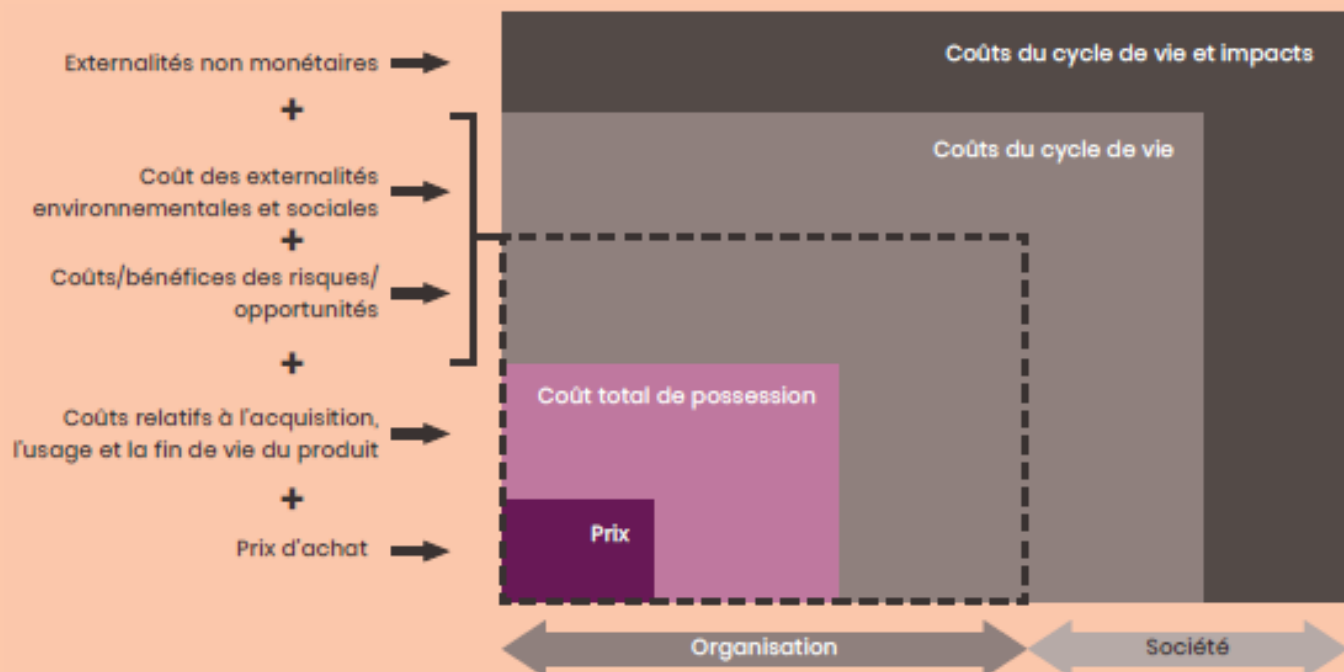 Externalités non monétaires
+
Coût des externalités
environnementales et sociales
+
Coûts/bénéfices des risques/
opportunités
+
Coûts relatifs à l'acquisition,
l'usage et la fin de vie du produit
+
Prix d'achat
Coûts du cycle de vie et impacts
Coûts du cycle de vie
Coût total de possession
Prix
Organisation
Société